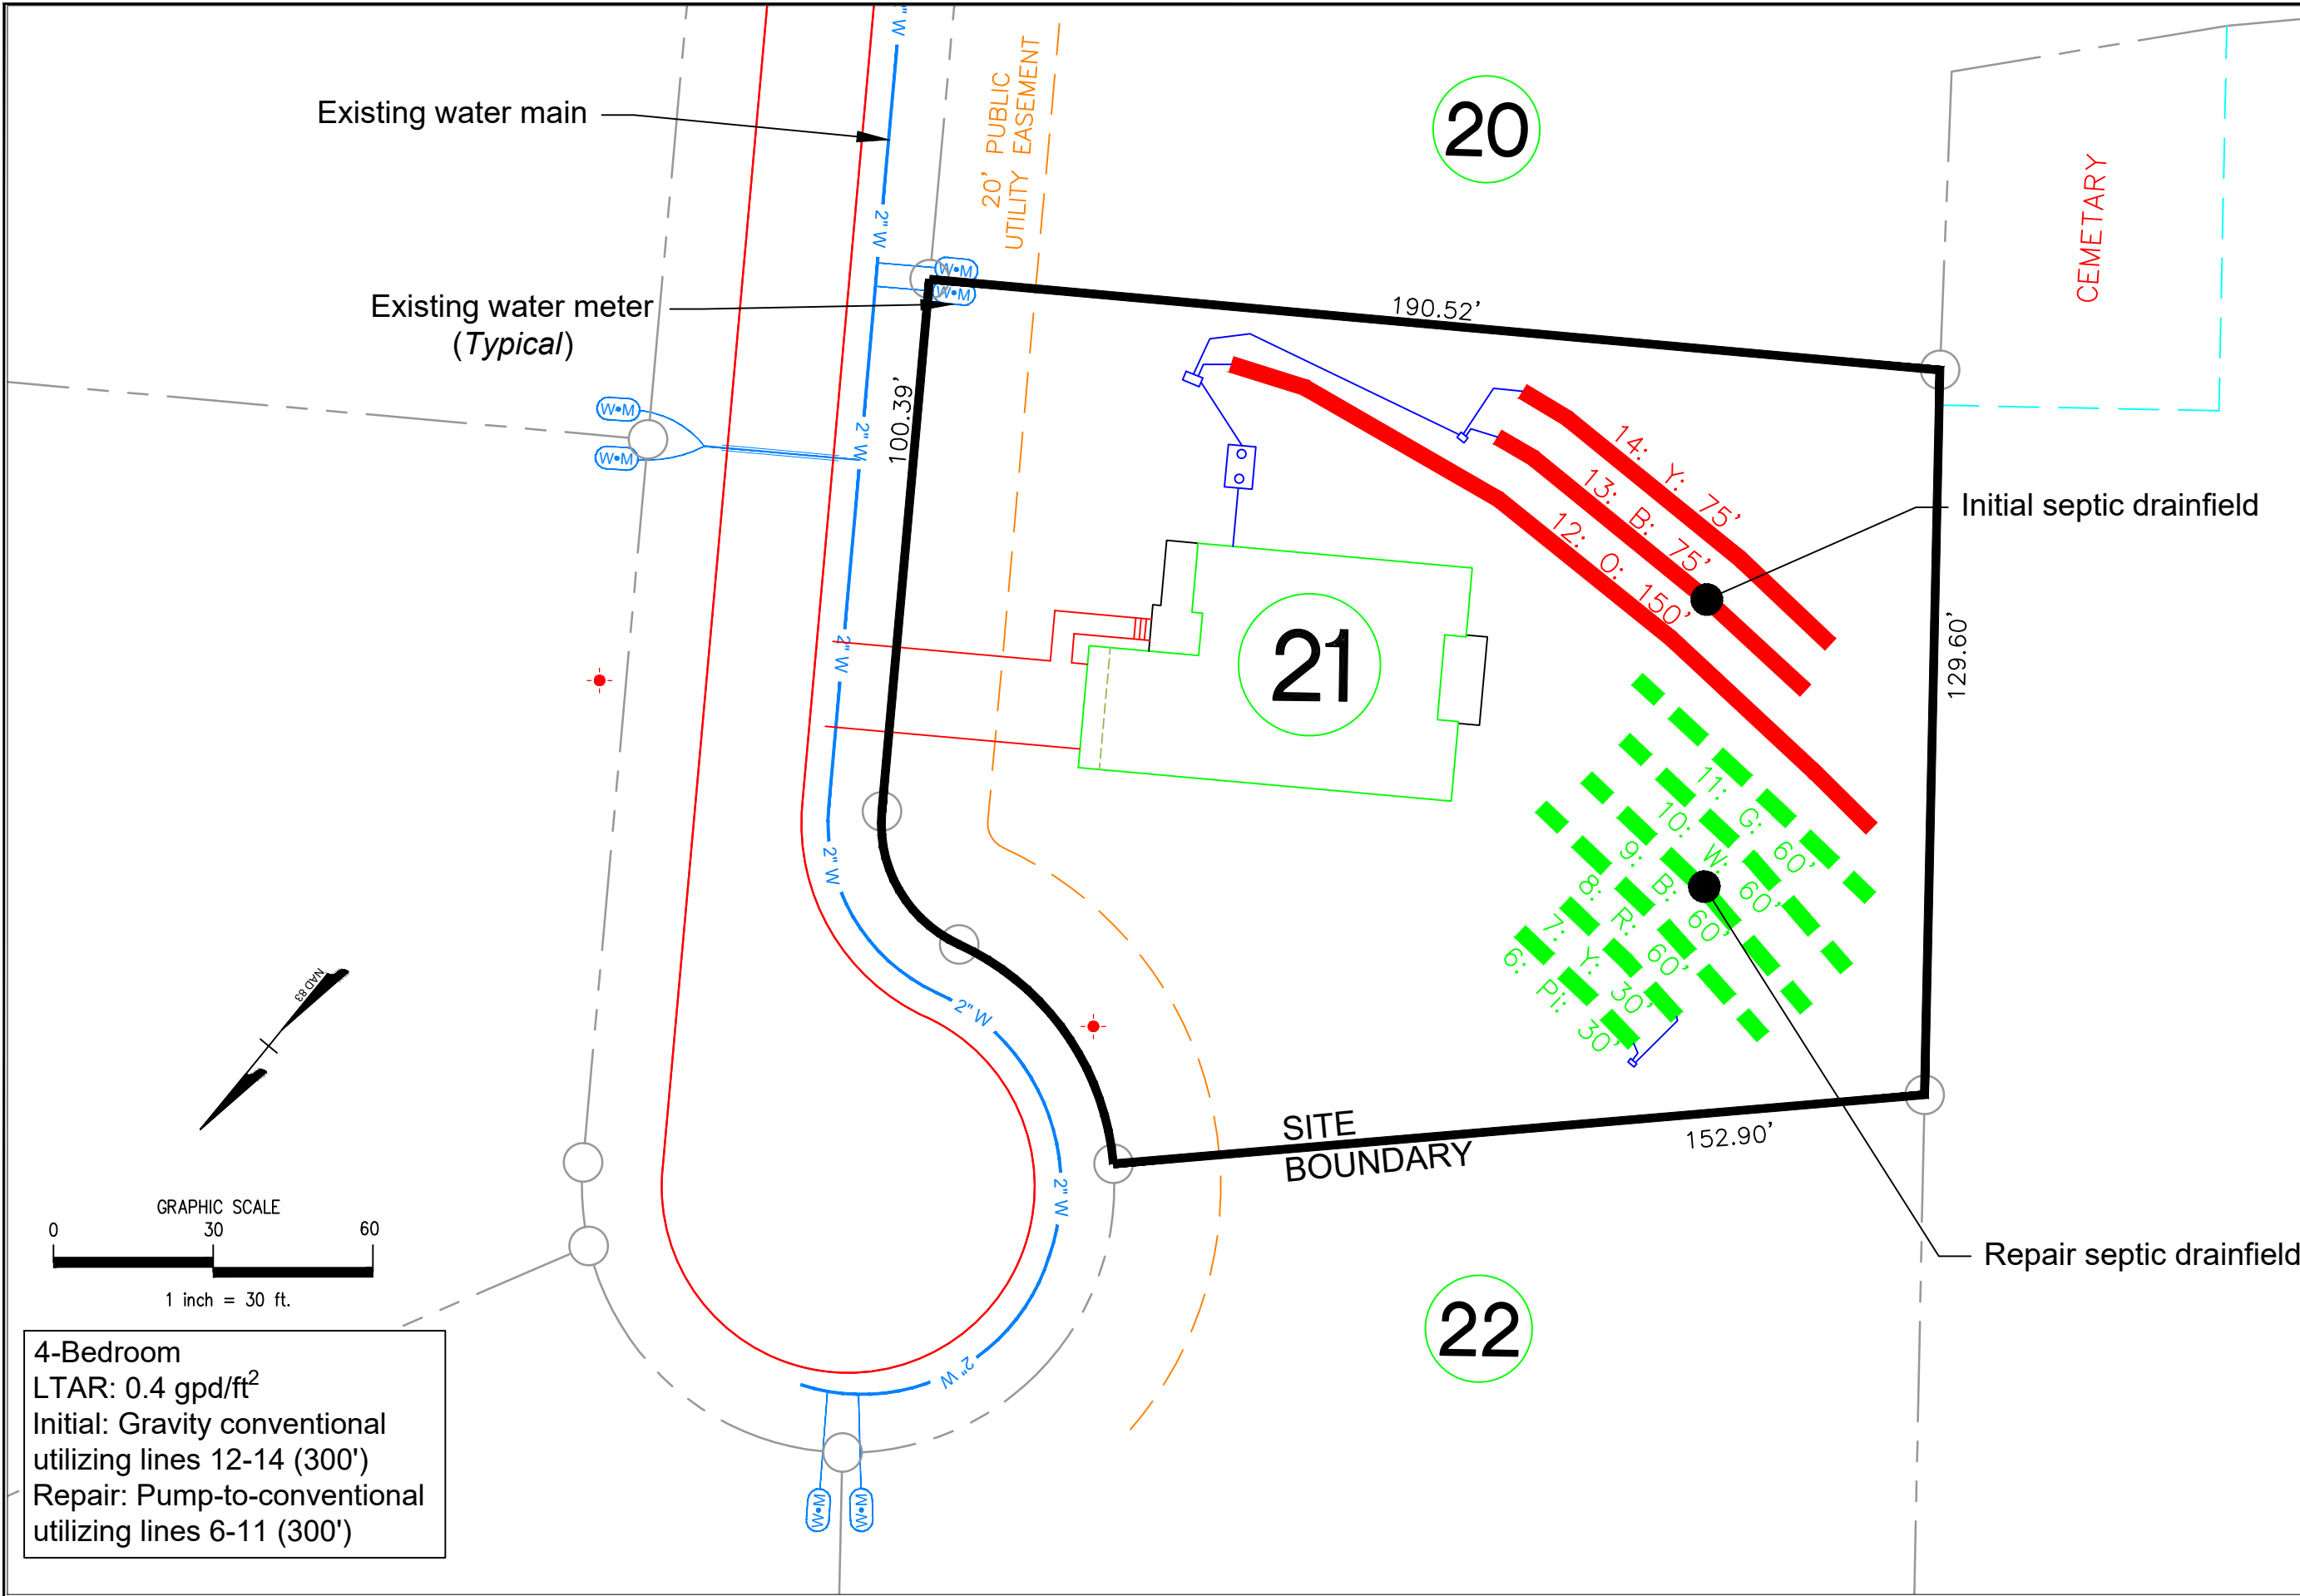 2" W
Existing water main
20' PUBLIC
UTILITY EASEMENT
20
CEMETARY
2" W
W•M
W•M
Existing water meter
(Typical)
190.52'
100.39'
W•M
W•M
2" W
14: Y: 75'
13: B: 75'
12: O: 150'
Initial septic drainfield
2" W
21
129.60'
11: G: 60'
10: W: 60'
9: B: 60'
8: R: 60'
7: Y: 30'
6: Pi: 30'
2" W
2" W
NAD 83
SITE
BOUNDARY
152.90'
2" W
GRAPHIC SCALE
0 30 60
1 inch = 30 ft.
Repair septic drainfield
22
2" W
W•M
W•M
4-Bedroom
LTAR: 0.4 gpd/ft²
Initial: Gravity conventional
utilizing lines 12-14 (300')
Repair: Pump-to-conventional
utilizing lines 6-11 (300')